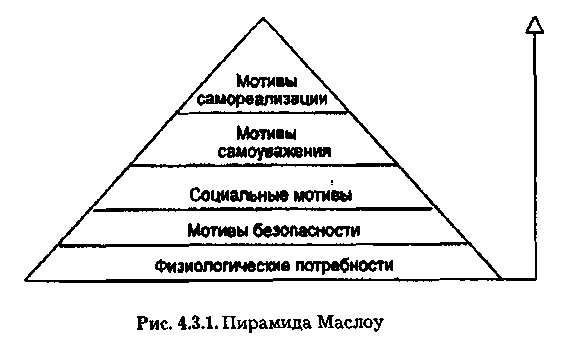 Мотивы
самореализации
Мотивы
самоуважения
Социальные мотивы
Мотивы безопасности
Физиологические потребности
Рис. 4.3.1. Пирамида Маслоу